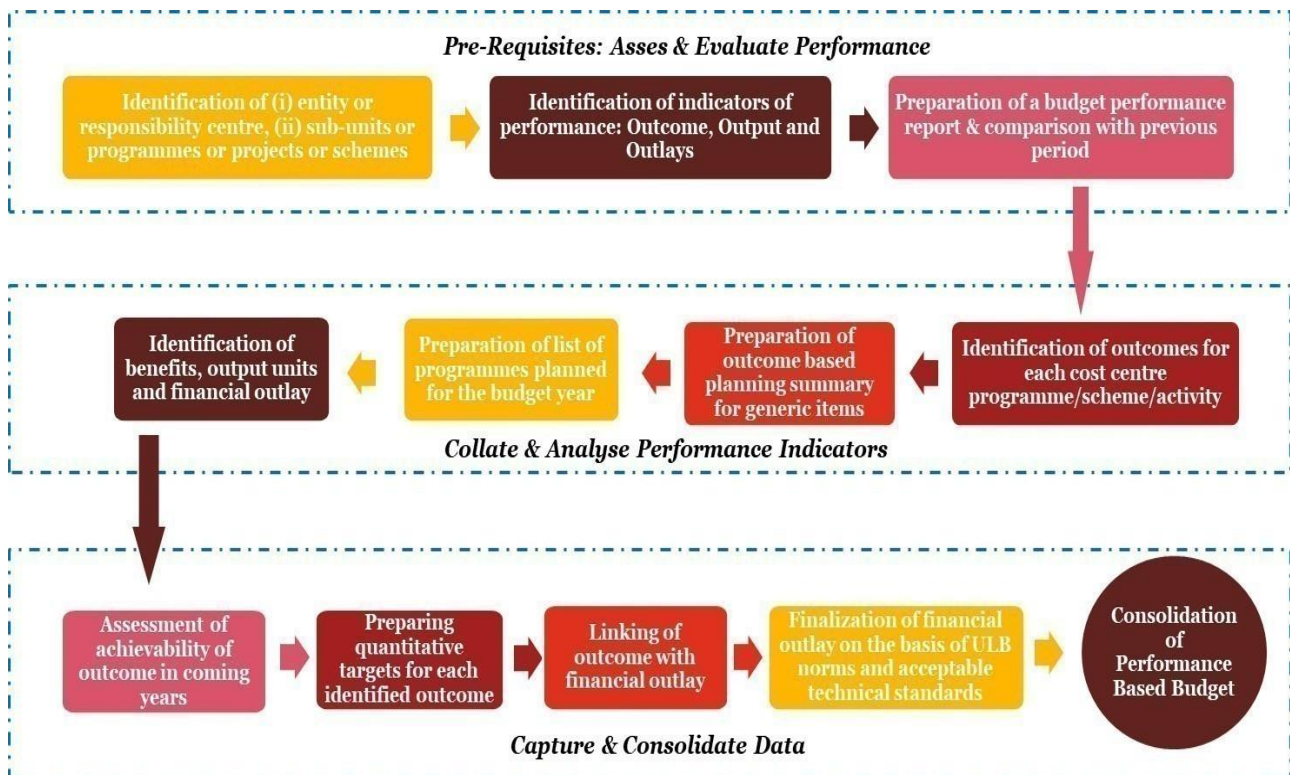 Pre-Requisites: Asses & Evaluate Performance
Identification of (i) entity or
responsibility centre, (ii) sub-units or
programmes or projects or schemes
Identification of indicators of
performance: Outcome, Output and
Outlays
Preparation of a budget performance
report & comparison with previous
period
Identification of outcomes for
each cost centre
programme/scheme/activity
Preparation of
outcome based
planning summary
for generic items
Preparation of list of
programmes planned
for the budget year
Identification of
benefits, output units
and financial outlay
Collate & Analyse Performance Indicators
Assessment of
achievability of
outcome in coming
years
Preparing
quantitative
targets for each
identified outcome
Linking of
outcome with
financial outlay
Finalization of financial
outlay on the basis of ULB
norms and acceptable
technical standards
Consolidation
of
Performance
Based Budget
Capture & Consolidate Data